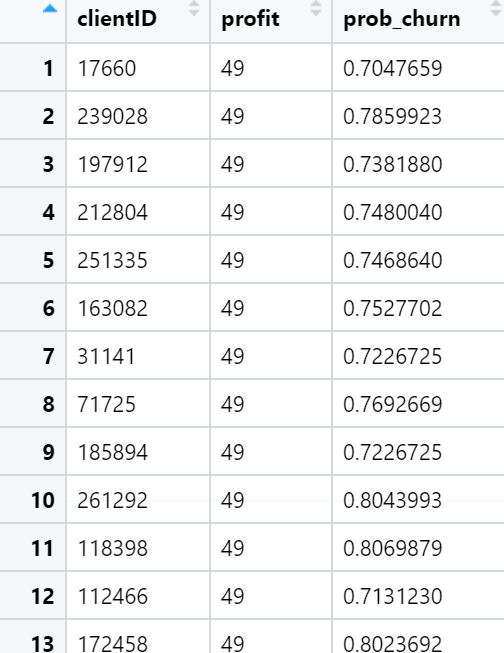 clientID profit prob_churn
1 17660 49 0.7047659
2 239028 49 0.7859923
3 197912 49 0.7381880
4 212804 49 0.7480040
5 251335 49 0.7468640
6 163082 49 0.7527702
7 31141 49 0.7226725
8 71725 49 0.7692669
9 185894 49 0.7226725
10 261292 49 0.8043993
11 118398 49 0.8069879
12 112466 49 0.7131230
13 172458 49 0.8023692